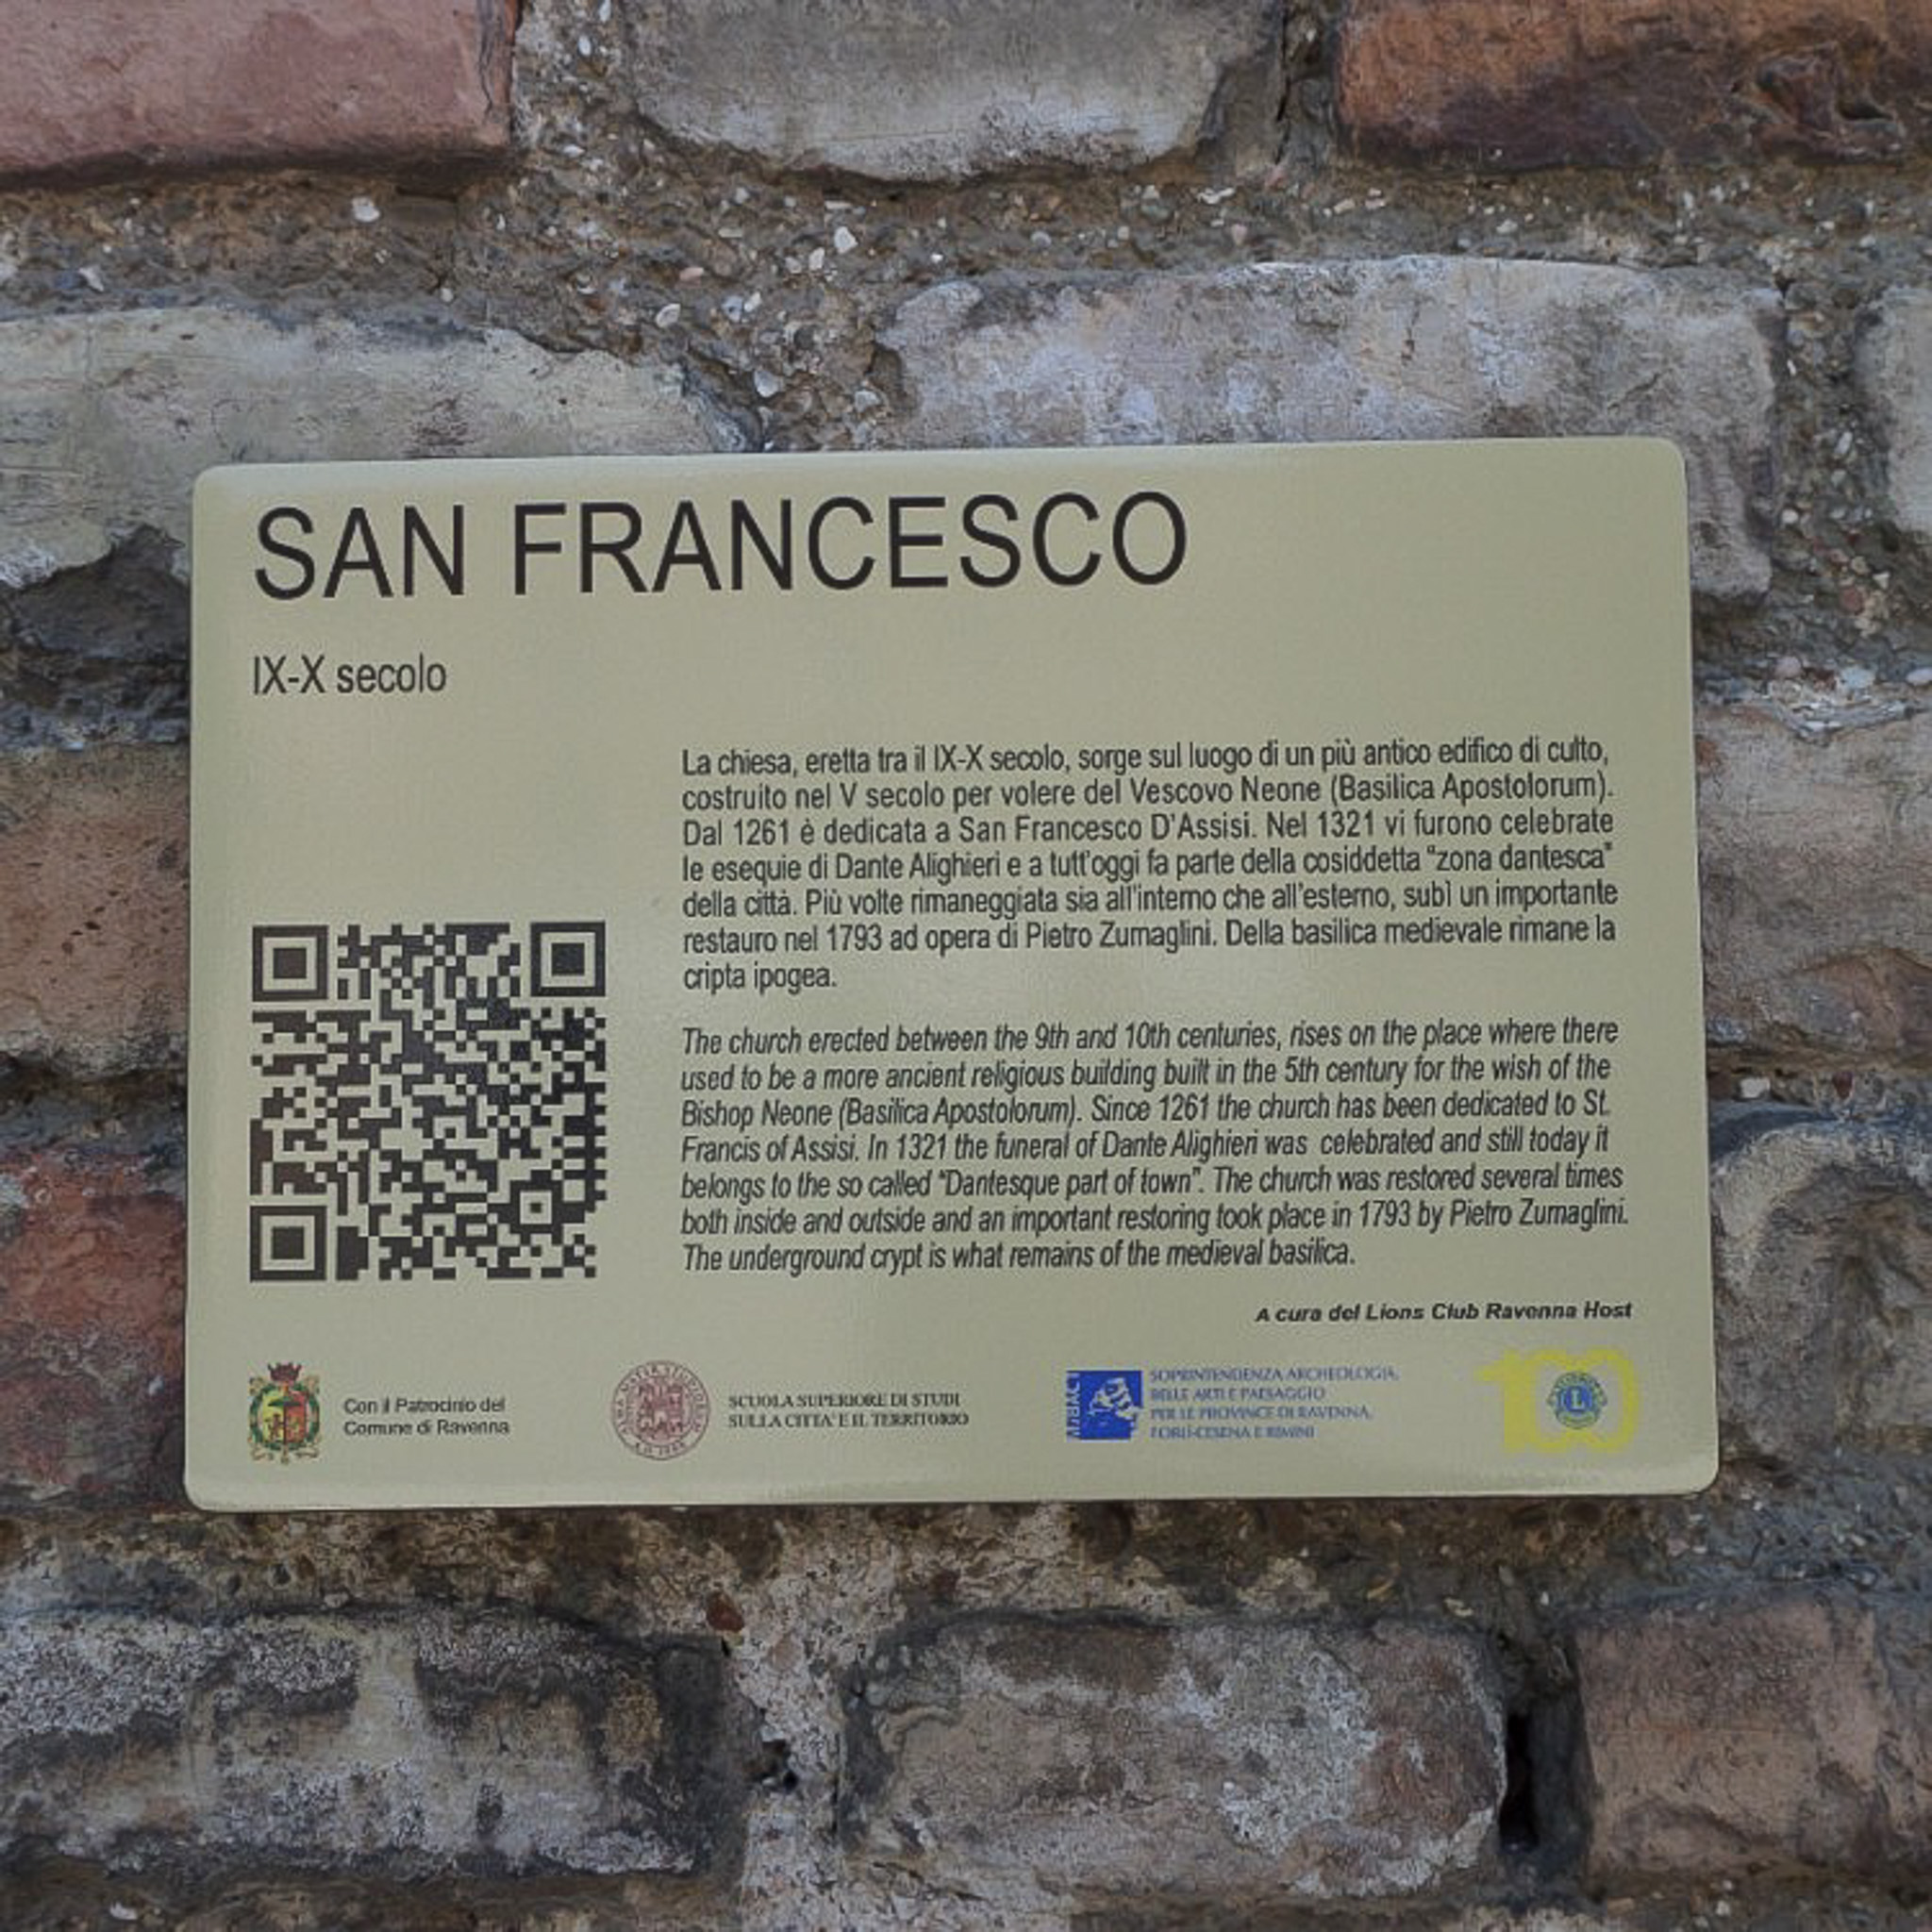 SAN FRANCESCO
IX-X secolo
La chiesa, eretta tra il IX-X secolo, sorge sul luogo di un più antico edifico di culto,
costruito nel V secolo per volere del Vescovo Neone (Basilica Apostolorum).
Dal 1261 è dedicata a San Francesco D'Assisi. Nel 1321 vi furono celebrate
le esequie di Dante Alighieri e a tutt'oggi fa parte della cosiddetta "zona dantesca"
della città. Più volte rimaneggiata sia all'interno che all'esterno, subì un importante
restauro nel 1793 ad opera di Pietro Zumaglini. Della basilica medievale rimane la
cripta ipogea.
The church erected between the 9th and 10th centuries, rises on the place where there
used to be a more ancient religious building built in the 5th century for the wish of the
Bishop Neone (Basilica Apostolorum). Since 1261 the church has been dedicated to St.
Francis of Assisi. In 1321 the funeral of Dante Alighieri was celebrated and still today it
belongs to the so called "Dantesque part of town". The church was restored several times
both inside and outside and an important restoring took place in 1793 by Pietro Zumaglini.
The underground crypt is what remains of the medieval basilica.
A cura del Lions Club Ravenna Host
Con il Patrocinio del
Comune di Ravenna
SCUOLA SUPERIORE DI STUDI
SULLA CITTA' E IL TERRITORIO
MIBACT
SOPRINTENDENZA ARCHEOLOGIA,
BELLE ARTI E PAESAGGIO
PER LE PROVINCE DI RAVENNA,
FORLÌ-CESENA E RIMINI
100
L